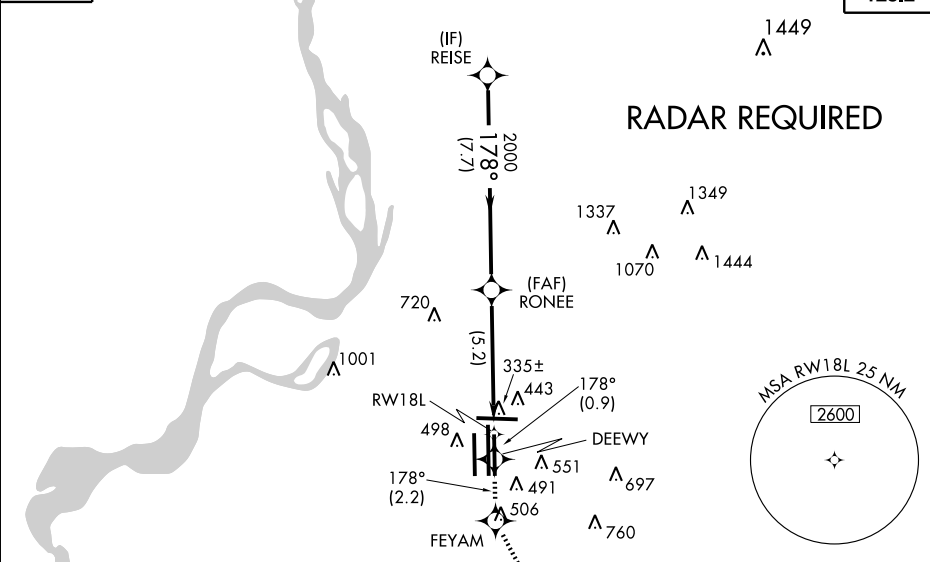 1449
(IF)
REISE
RADAR REQUIRED
2000
178°
(7.7)
1349
1337
1070
1444
(FAF)
RONEE
720
(5.2)
1001
335±
443
178°
(0.9)
RW18L
MSA RW18L 25 NM
2600
498
DEEWY
551
178°
(2.2)
491
697
506
760
FEYAM